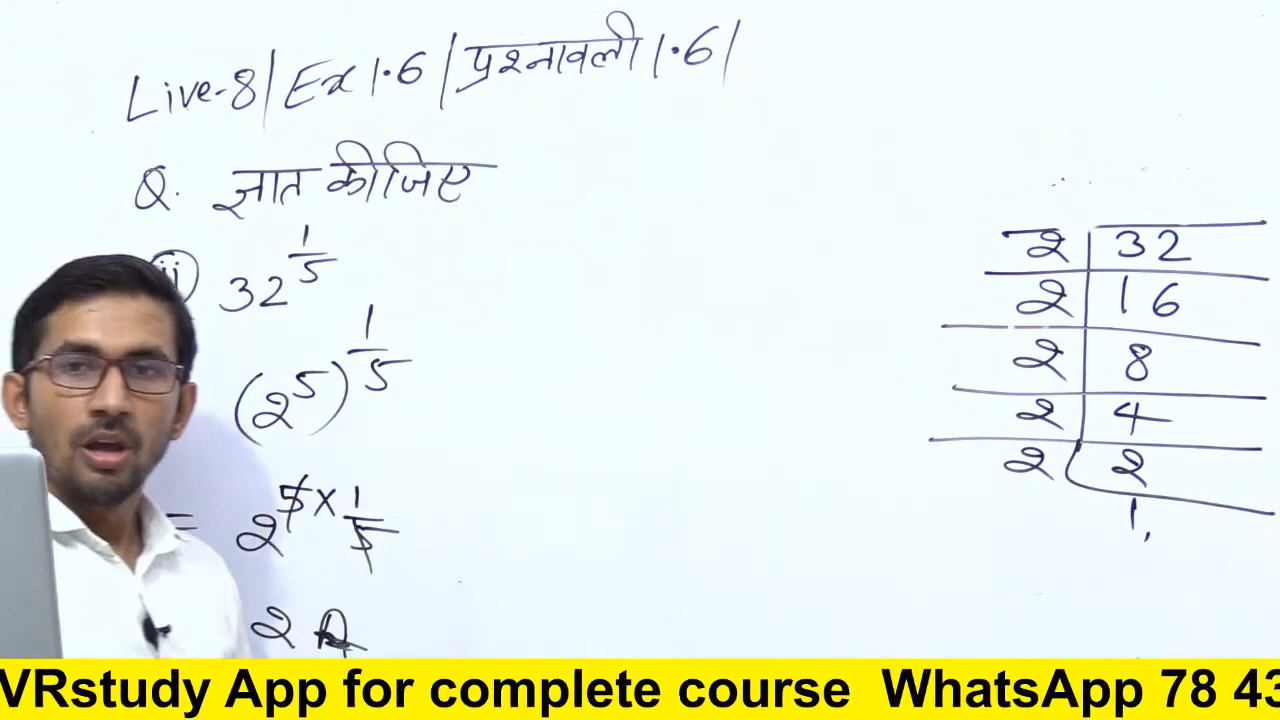 Live-8| Ex 1.6 | प्रश्नावली 1.6|
Q. ज्ञात कीजिए
ii 32^(1/5)
(2^5)^(1/5)
= 2^(5×1/5)
2
2 | 32
2 | 16
2 | 8
2 | 4
2 | 2
1,
VRstudy App for complete course WhatsApp 78 43